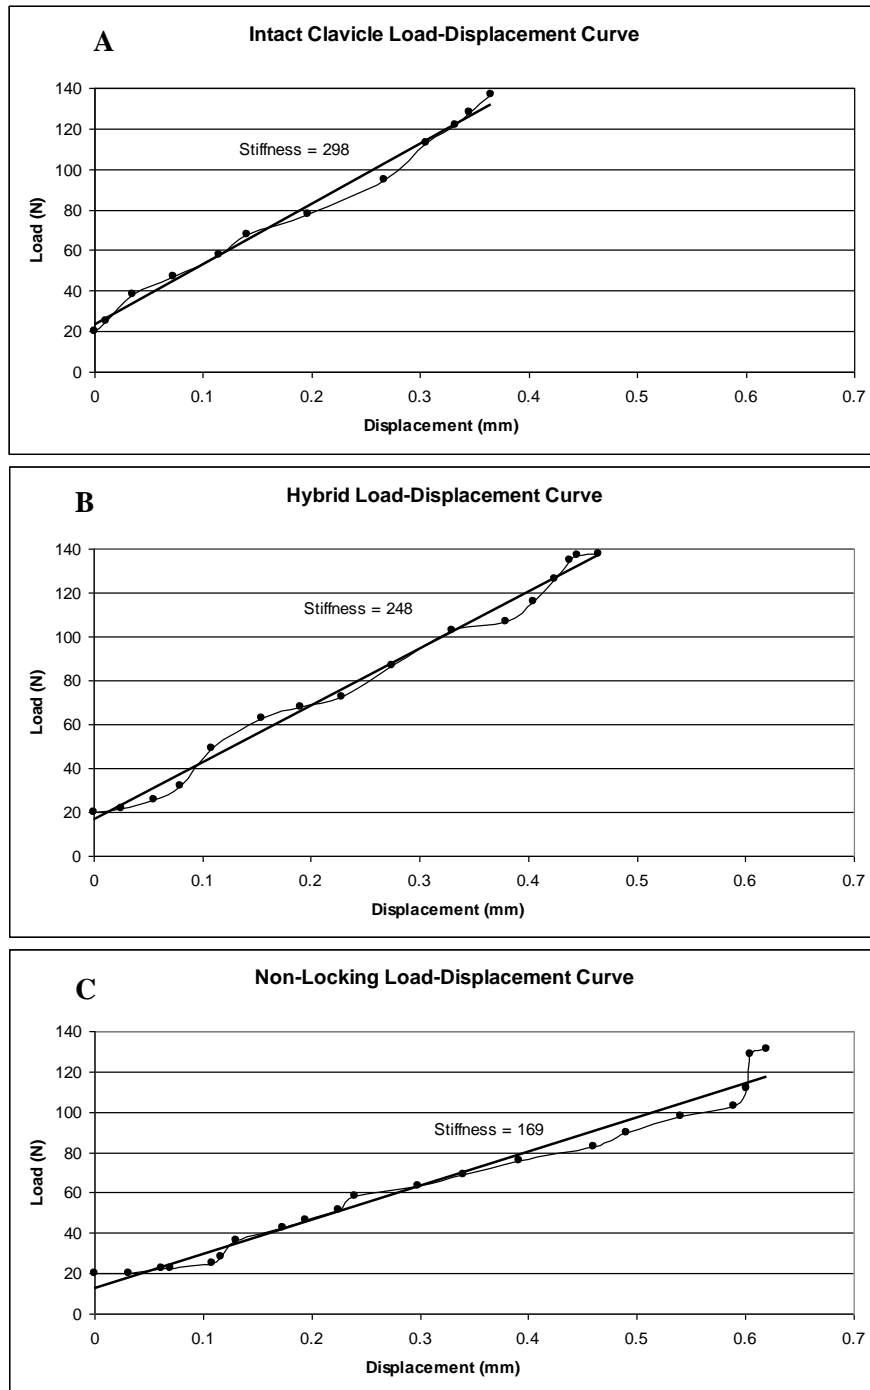 A
Intact Clavicle Load-Displacement Curve
140
120
100
80
60
40
20
0
Load (N)
Stiffness = 298
0 0.1 0.2 0.3 0.4 0.5 0.6 0.7
Displacement (mm)
B
Hybrid Load-Displacement Curve
140
120
100
80
60
40
20
0
Load (N)
Stiffness = 248
0 0.1 0.2 0.3 0.4 0.5 0.6 0.7
Displacement (mm)
C
Non-Locking Load-Displacement Curve
140
120
100
80
60
40
20
0
Load (N)
Stiffness = 169
0 0.1 0.2 0.3 0.4 0.5 0.6 0.7
Displacement (mm)